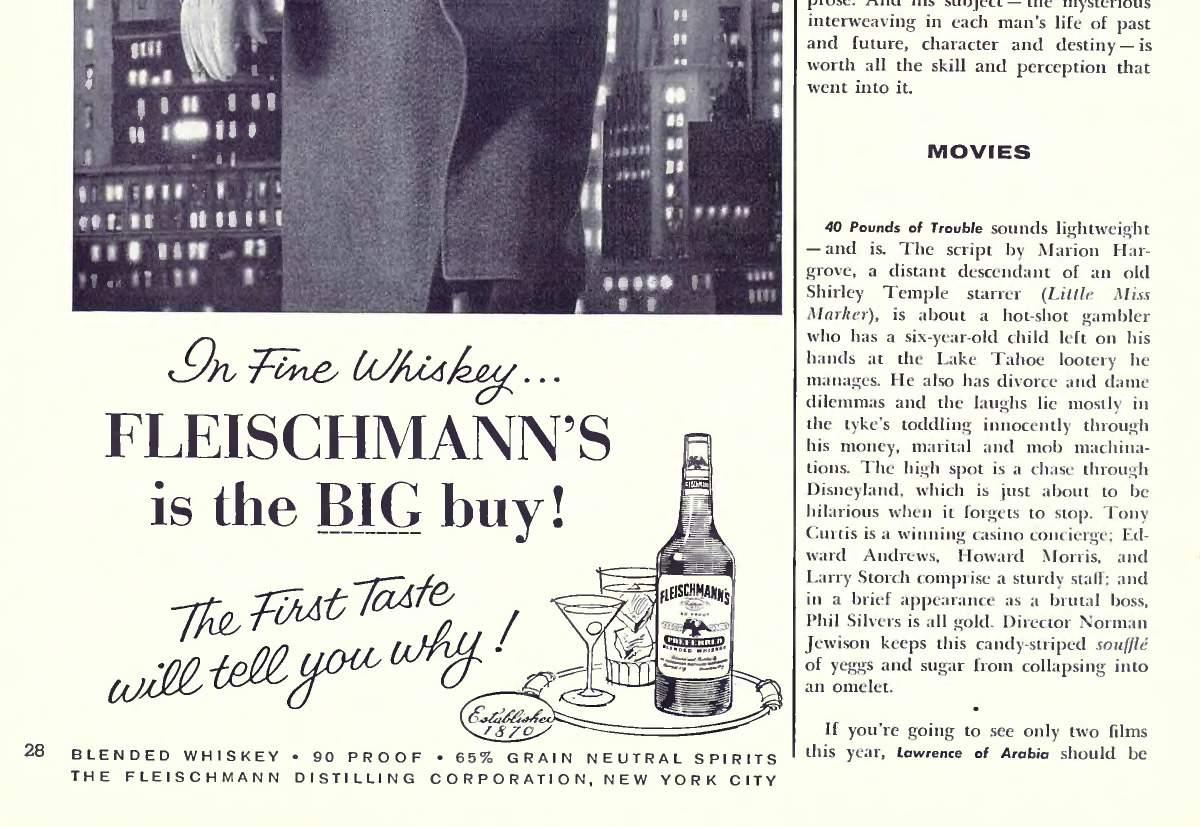 In Fine Whiskey...
FLEISCHMANN'S
is the BIG buy!
The First Taste
will tell you why!
FLEISCHMANN'S
PREFERRED
BLENDED WHISKEY
Established
1870
28
BLENDED WHISKEY • 90 PROOF • 65% GRAIN NEUTRAL SPIRITS
THE FLEISCHMANN DISTILLING CORPORATION, NEW YORK CITY
prose. And his subject — the mysterious
interweaving in each man's life of past
and future, character and destiny — is
worth all the skill and perception that
went into it.
MOVIES
40 Pounds of Trouble sounds lightweight
— and is. The script by Marion Har-
grove, a distant descendant of an old
Shirley Temple starrer (Little Miss
Marker), is about a hot-shot gambler
who has a six-year-old child left on his
hands at the Lake Tahoe lootery he
manages. He also has divorce and dame
dilemmas and the laughs lie mostly in
the tyke's toddling innocently through
his money, marital and mob machina-
tions. The high spot is a chase through
Disneyland, which is just about to be
hilarious when it forgets to stop. Tony
Curtis is a winning casino concierge; Ed-
ward Andrews, Howard Morris, and
Larry Storch comprise a sturdy staff; and
in a brief appearance as a brutal boss,
Phil Silvers is all gold. Director Norman
Jewison keeps this candy-striped soufflé
of yeggs and sugar from collapsing into
an omelet.
•
If you're going to see only two films
this year, Lawrence of Arabia should be